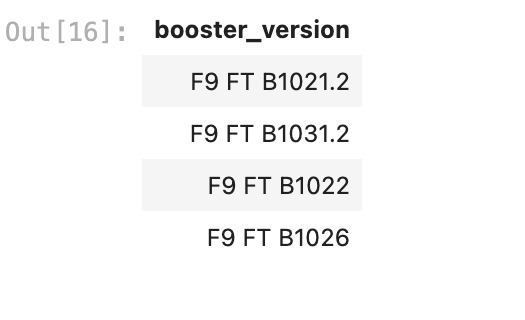 Out[16]: booster_version
F9 FT B1021.2
F9 FT B1031.2
F9 FT B1022
F9 FT B1026